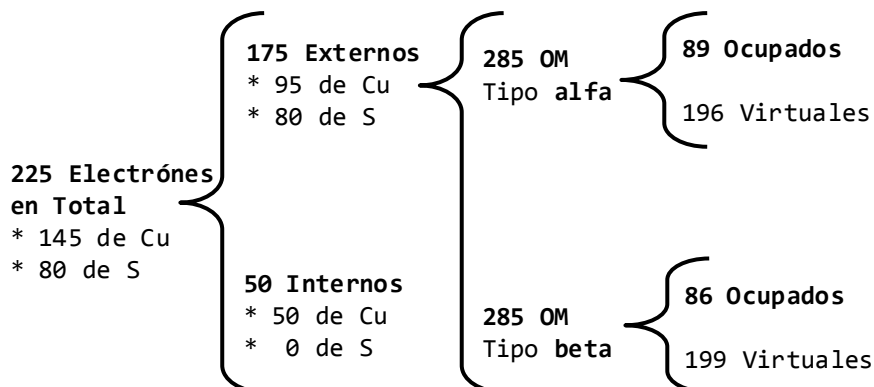 225 Electrónes
en Total
* 145 de Cu
* 80 de S
175 Externos
* 95 de Cu
* 80 de S
50 Internos
* 50 de Cu
* 0 de S
285 OM
Tipo alfa
285 OM
Tipo beta
89 Ocupados
196 Virtuales
86 Ocupados
199 Virtuales